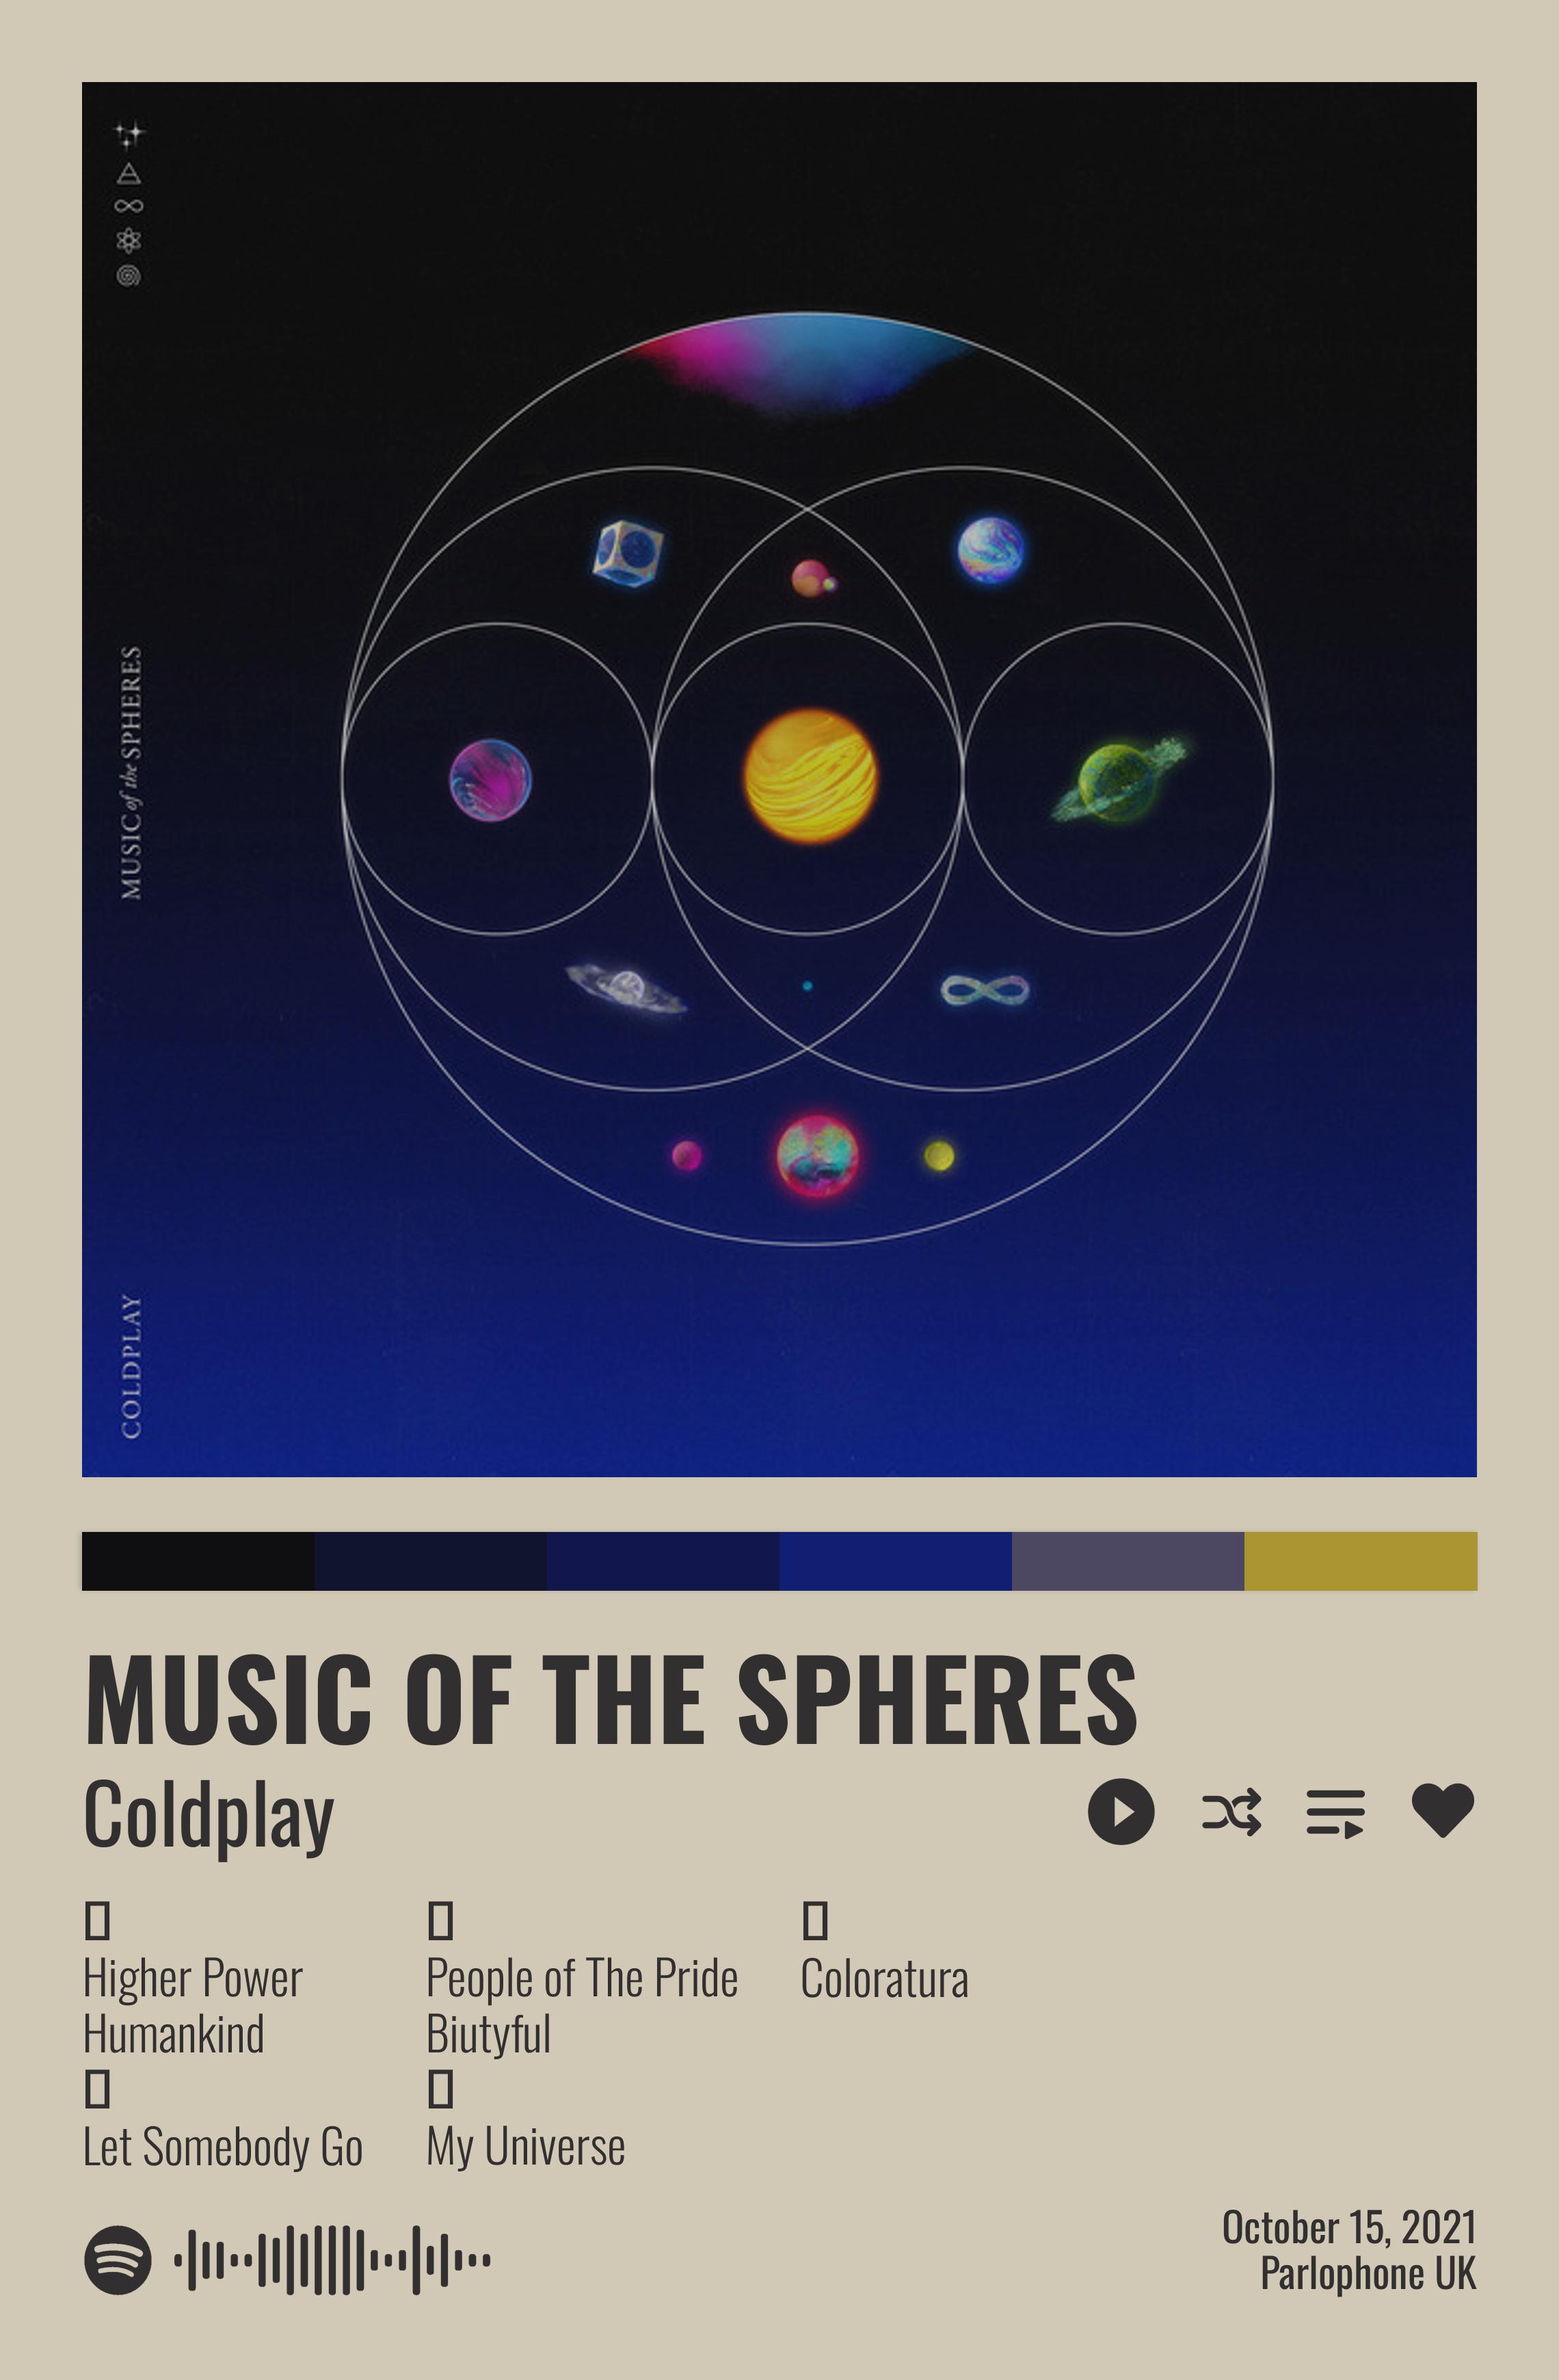 MUSIC of the SPHERES
COLDPLAY
MUSIC OF THE SPHERES
Coldplay
Higher Power
Humankind
Let Somebody Go
People of The Pride
Biutyful
My Universe
Coloratura
October 15, 2021
Parlophone UK